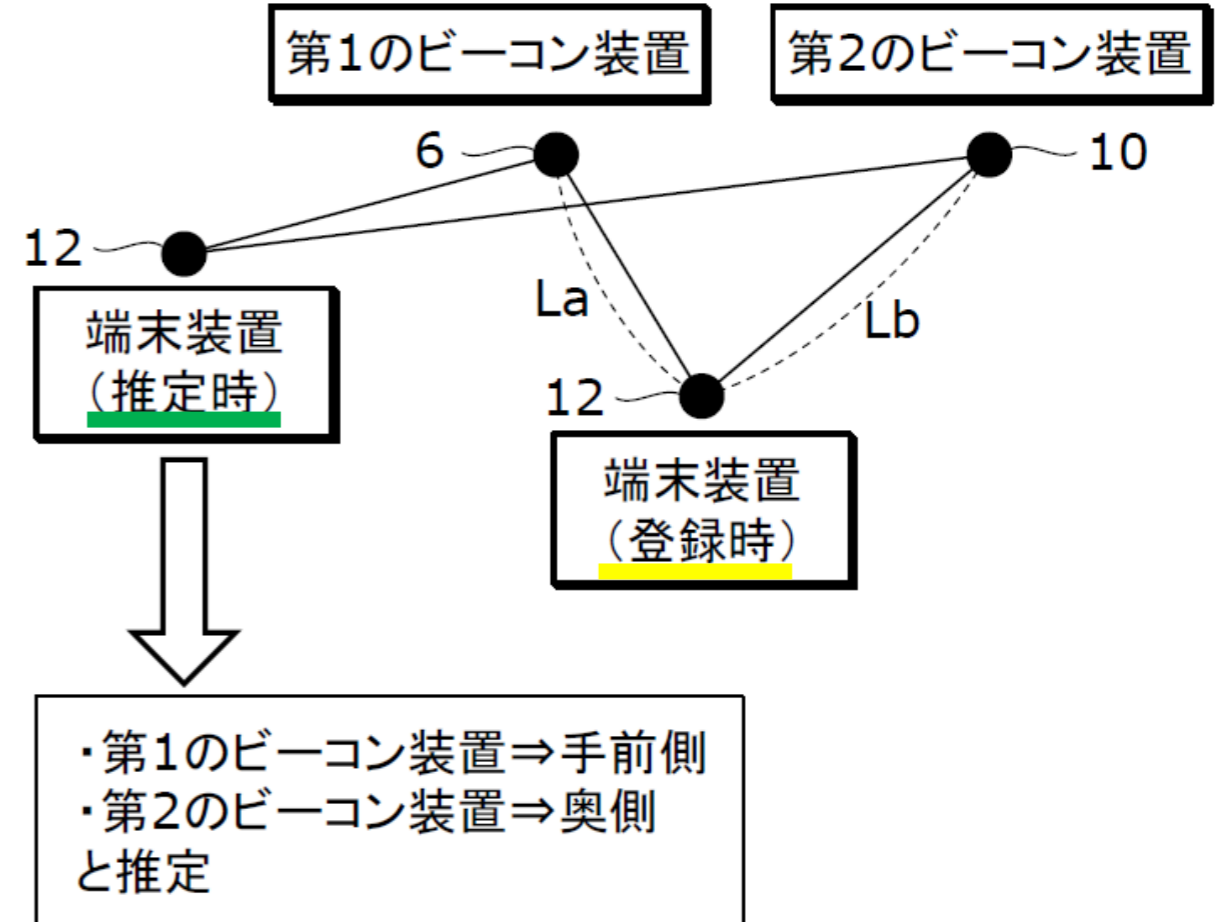 第1のビーコン装置
第2のビーコン装置
6
10
12
端末装置
（推定時）
La
Lb
12
端末装置
（登録時）
・第1のビーコン装置⇒手前側
・第2のビーコン装置⇒奥側
と推定